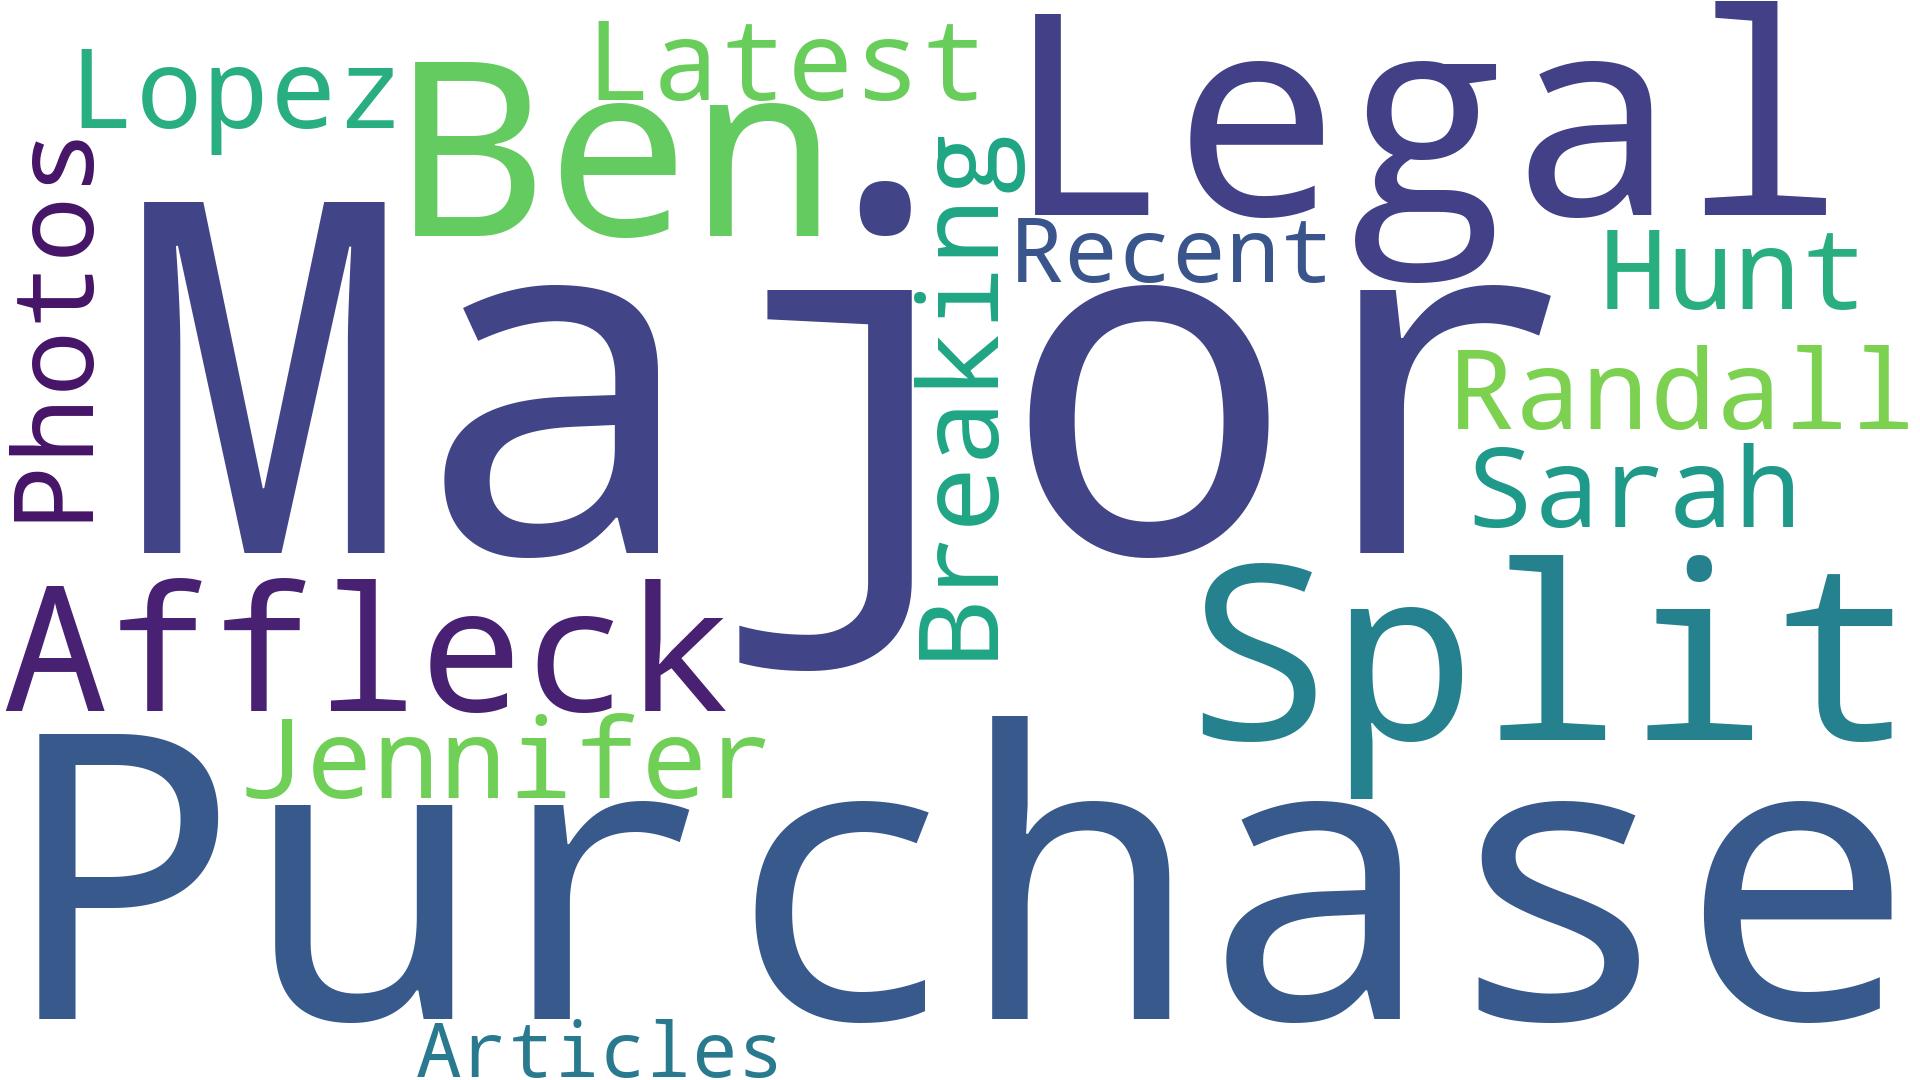 Latest
Legal
Lopez
Ben
Photos
Major
Breaking
Recent
Hunt
Randall
Sarah
Affleck
Split
Jennifer
Purchase
Articles